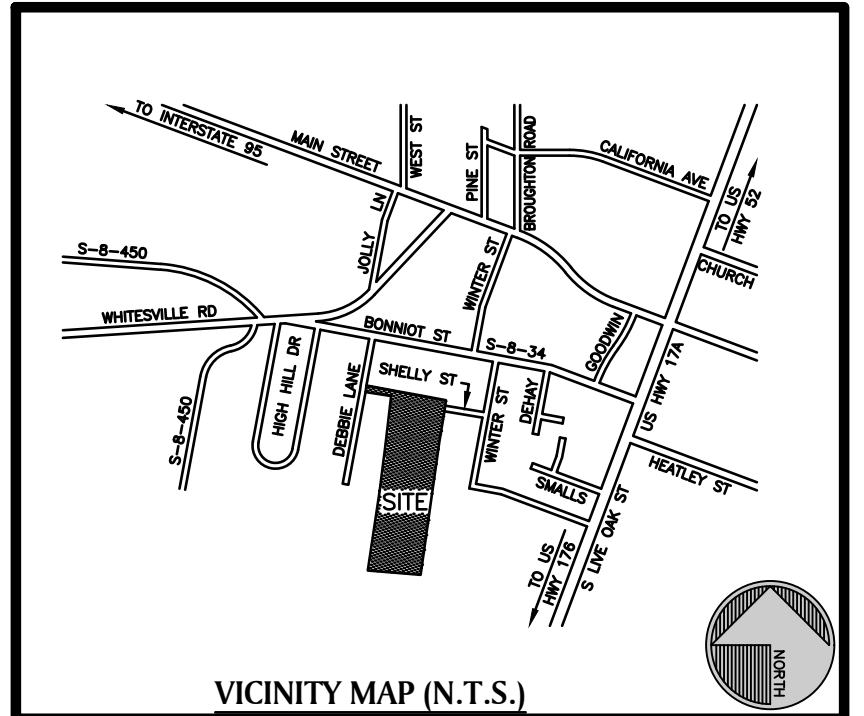 TO INTERSTATE 95
MAIN STREET
WEST ST
PINE ST
BROUGHTON ROAD
CALIFORNIA AVE
TO US
HWY 52
CHURCH
JOLLY LN
S-8-450
WHITESVILLE RD
WINTER ST
BONNIOT ST
S-8-34
GOODWIN
US HWY 17A
HIGH HILL DR
DEBBIE LANE
SHELLY ST
WINTER ST
DEHAY
S-8-450
HEATLEY ST
SMALLS
SITE
TO US
HWY 176
S LIVE OAK ST
NORTH
VICINITY MAP (N.T.S.)